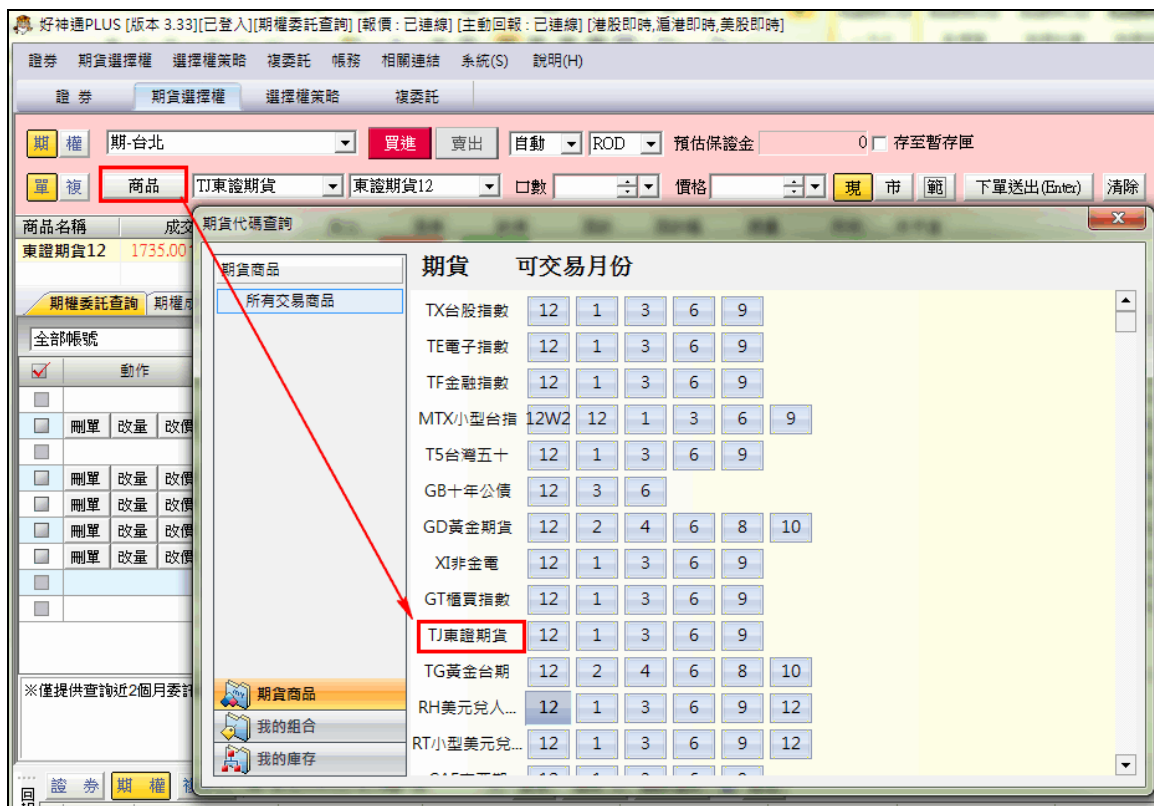 好神通PLUS [版本 3.33][已登入][期權委託查詢] [報價 : 已連線] [主動回報 : 已連線] [港股即時,滬港即時,美股即時]
證券 期貨選擇權 選擇權策略 複委託 帳務 相關連結 系統(S) 說明(H)
證 券 期貨選擇權 選擇權策略 複委託
期 權 期-台北 買進 賣出 自動 ROD 預估保證金 0 存至暫存匣
單 複 商品 TJ東證期貨 東證期貨12 口數 價格 現 市 範 下單送出(Enter) 清除
商品名稱 成交
東證期貨12 1735.00
期權委託查詢 期權成
全部帳號
動作
刪單 改量 改價
刪單 改量 改價
刪單 改量 改價
刪單 改量 改價
刪單 改量 改價
※僅提供查詢近2個月委託
期貨代碼查詢
期貨商品
所有交易商品
期貨 可交易月份
TX台股指數 12 1 3 6 9
TE電子指數 12 1 3 6 9
TF金融指數 12 1 3 6 9
MTX小型台指 12W2 12 1 3 6 9
T5台灣五十 12 1 3 6 9
GB十年公債 12 3 6
GD黃金期貨 12 2 4 6 8 10
XI非金電 12 1 3 6 9
GT櫃買指數 12 1 3 6 9
TJ東證期貨 12 1 3 6 9
TG黃金台期 12 2 4 6 8 10
RH美元兌人... 12 1 3 6 9 12
RT小型美元兌... 12 1 3 6 9 12
期貨商品
我的組合
我的庫存
證 券 期 權
回